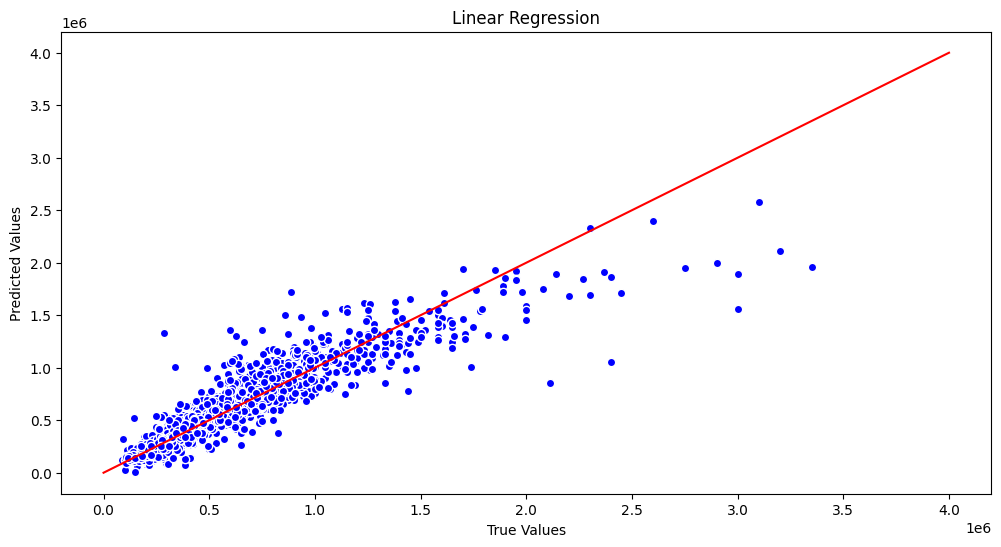 Linear Regression
1e6
4.0
3.5
3.0
2.5
2.0
1.5
1.0
0.5
0.0
Predicted Values
0.0 0.5 1.0 1.5 2.0 2.5 3.0 3.5 4.0
1e6
True Values